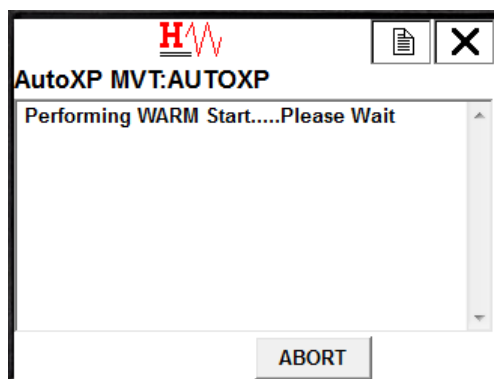 H
AutoXP MVT:AUTOXP
Performing WARM Start.....Please Wait
ABORT